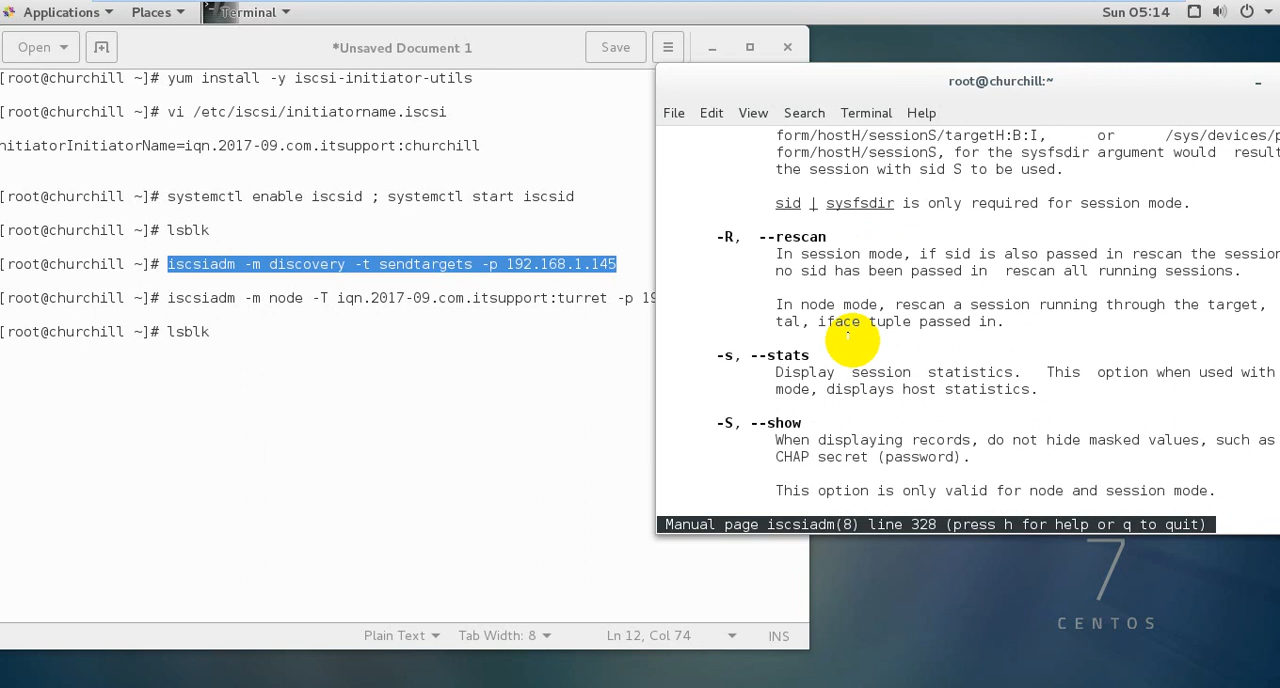 Applications Places Terminal Sun 05:14
Open *Unsaved Document 1 Save
[root@churchill ~]# yum install -y iscsi-initiator-utils
[root@churchill ~]# vi /etc/iscsi/initiatorname.iscsi
nitiatorInitiatorName=iqn.2017-09.com.itsupport:churchill
[root@churchill ~]# systemctl enable iscsid ; systemctl start iscsid
[root@churchill ~]# lsblk
[root@churchill ~]# iscsiadm -m discovery -t sendtargets -p 192.168.1.145
[root@churchill ~]# iscsiadm -m node -T iqn.2017-09.com.itsupport:turret -p 19
[root@churchill ~]# lsblk
Plain Text Tab Width: 8 Ln 12, Col 74 INS
root@churchill:~
File Edit View Search Terminal Help
form/hostH/sessionS/targetH:B:I, or /sys/devices/p
form/hostH/sessionS, for the sysfsdir argument would result
the session with sid S to be used.
sid | sysfsdir is only required for session mode.
-R, --rescan
In session mode, if sid is also passed in rescan the session
no sid has been passed in rescan all running sessions.
In node mode, rescan a session running through the target,
tal, iface tuple passed in.
-s, --stats
Display session statistics. This option when used with
mode, displays host statistics.
-S, --show
When displaying records, do not hide masked values, such as
CHAP secret (password).
This option is only valid for node and session mode.
Manual page iscsiadm(8) line 328 (press h for help or q to quit)
7
CENTOS